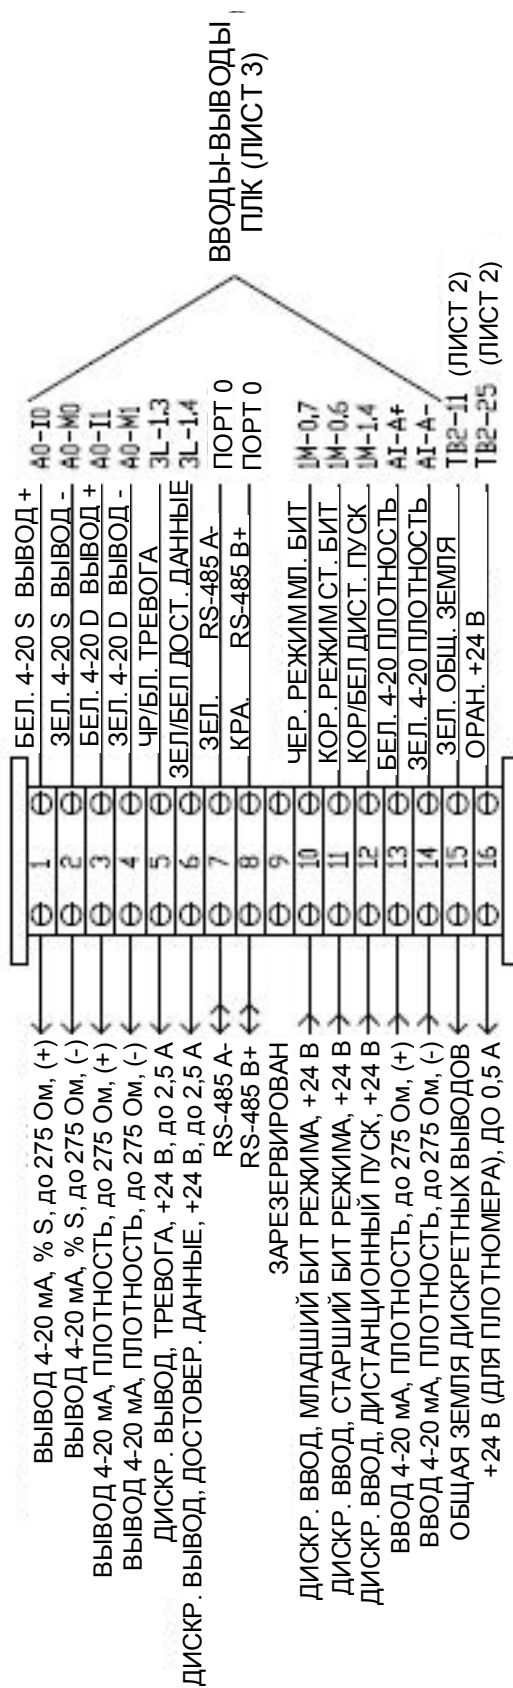 ВВОДЫ-ВЫВОДЫ
ПЛК (ЛИСТ 3)
ВЫВОД 4-20 мА, % S, до 275 Ом, (+)
1
БЕЛ. 4-20 S ВЫВОД +
A0-I0
ВЫВОД 4-20 мА, % S, до 275 Ом, (-)
2
ЗЕЛ. 4-20 S ВЫВОД -
A0-M0
ВЫВОД 4-20 мА, ПЛОТНОСТЬ, до 275 Ом, (+)
3
БЕЛ. 4-20 D ВЫВОД +
A0-I1
ВЫВОД 4-20 мА, ПЛОТНОСТЬ, до 275 Ом, (-)
4
ЗЕЛ. 4-20 D ВЫВОД -
A0-M1
ДИСКР. ВЫВОД, ТРЕВОГА, +24 В, до 2,5 А
5
ЧР/БЛ. ТРЕВОГА
3L-1.3
ДИСКР. ВЫВОД, ДОСТОВЕР. ДАННЫЕ, +24 В, до 2,5 А
6
ЗЕЛ/БЕЛ ДОСТ. ДАННЫЕ
3L-1.4
RS-485 A-
7
ЗЕЛ. RS-485 A-
ПОРТ 0
RS-485 B+
8
КРА. RS-485 B+
ПОРТ 0
ЗАРЕЗЕРВИРОВАН
9
ДИСКР. ВВОД, МЛАДШИЙ БИТ РЕЖИМА, +24 В
10
ЧЕР. РЕЖИМ МЛ. БИТ
1M-0.7
ДИСКР. ВВОД, СТАРШИЙ БИТ РЕЖИМА, +24 В
11
КОР. РЕЖИМ СТ. БИТ
1M-0.6
ДИСКР. ВВОД, ДИСТАНЦИОННЫЙ ПУСК, +24 В
12
КОР/БЕЛ ДИСТ. ПУСК
1M-1.4
ВВОД 4-20 мА, ПЛОТНОСТЬ, до 275 Ом, (+)
13
БЕЛ. 4-20 ПЛОТНОСТЬ
AI-A+
ВВОД 4-20 мА, ПЛОТНОСТЬ, до 275 Ом, (-)
14
ЗЕЛ. 4-20 ПЛОТНОСТЬ
AI-A-
ОБЩАЯ ЗЕМЛЯ ДИСКРЕТНЫХ ВЫВОДОВ
15
ЗЕЛ. ОБЩ. ЗЕМЛЯ
TB2-11 (ЛИСТ 2)
+24 В (ДЛЯ ПЛОТНОМЕРА), ДО 0,5 А
16
ОРАН. +24 В
TB2-25 (ЛИСТ 2)